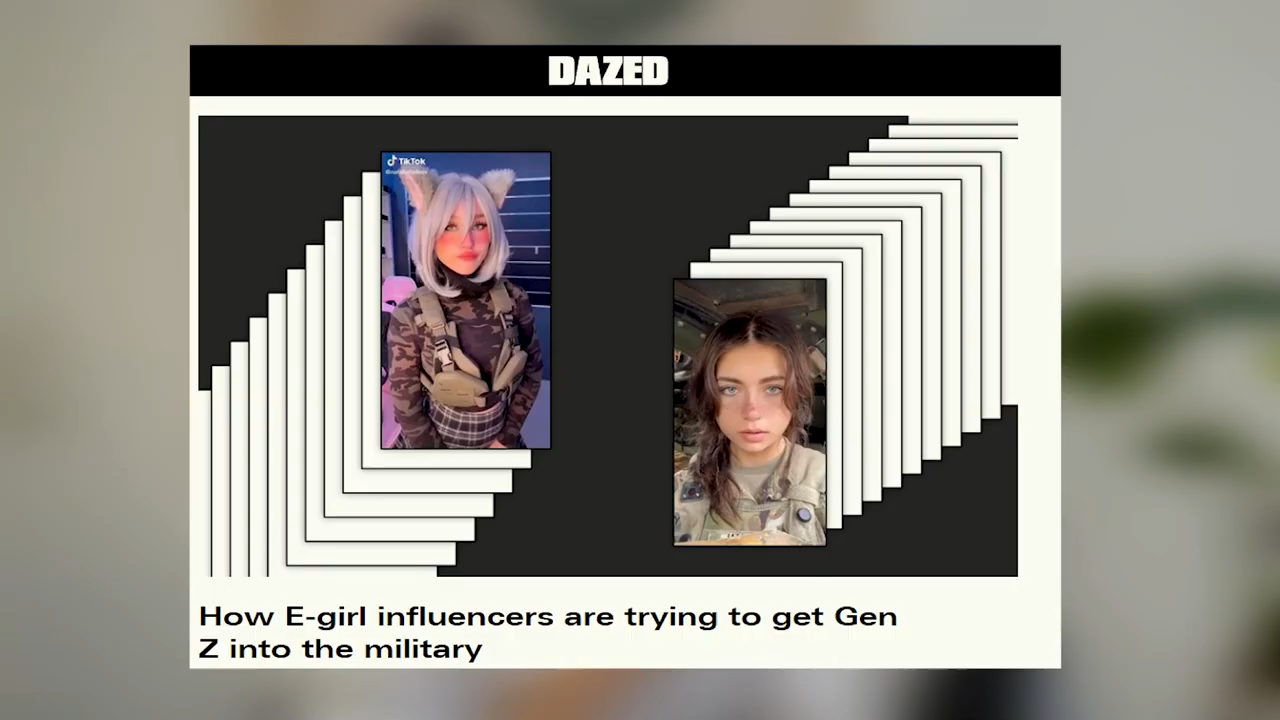 DAZED
TikTok
How E-girl influencers are trying to get Gen
Z into the military